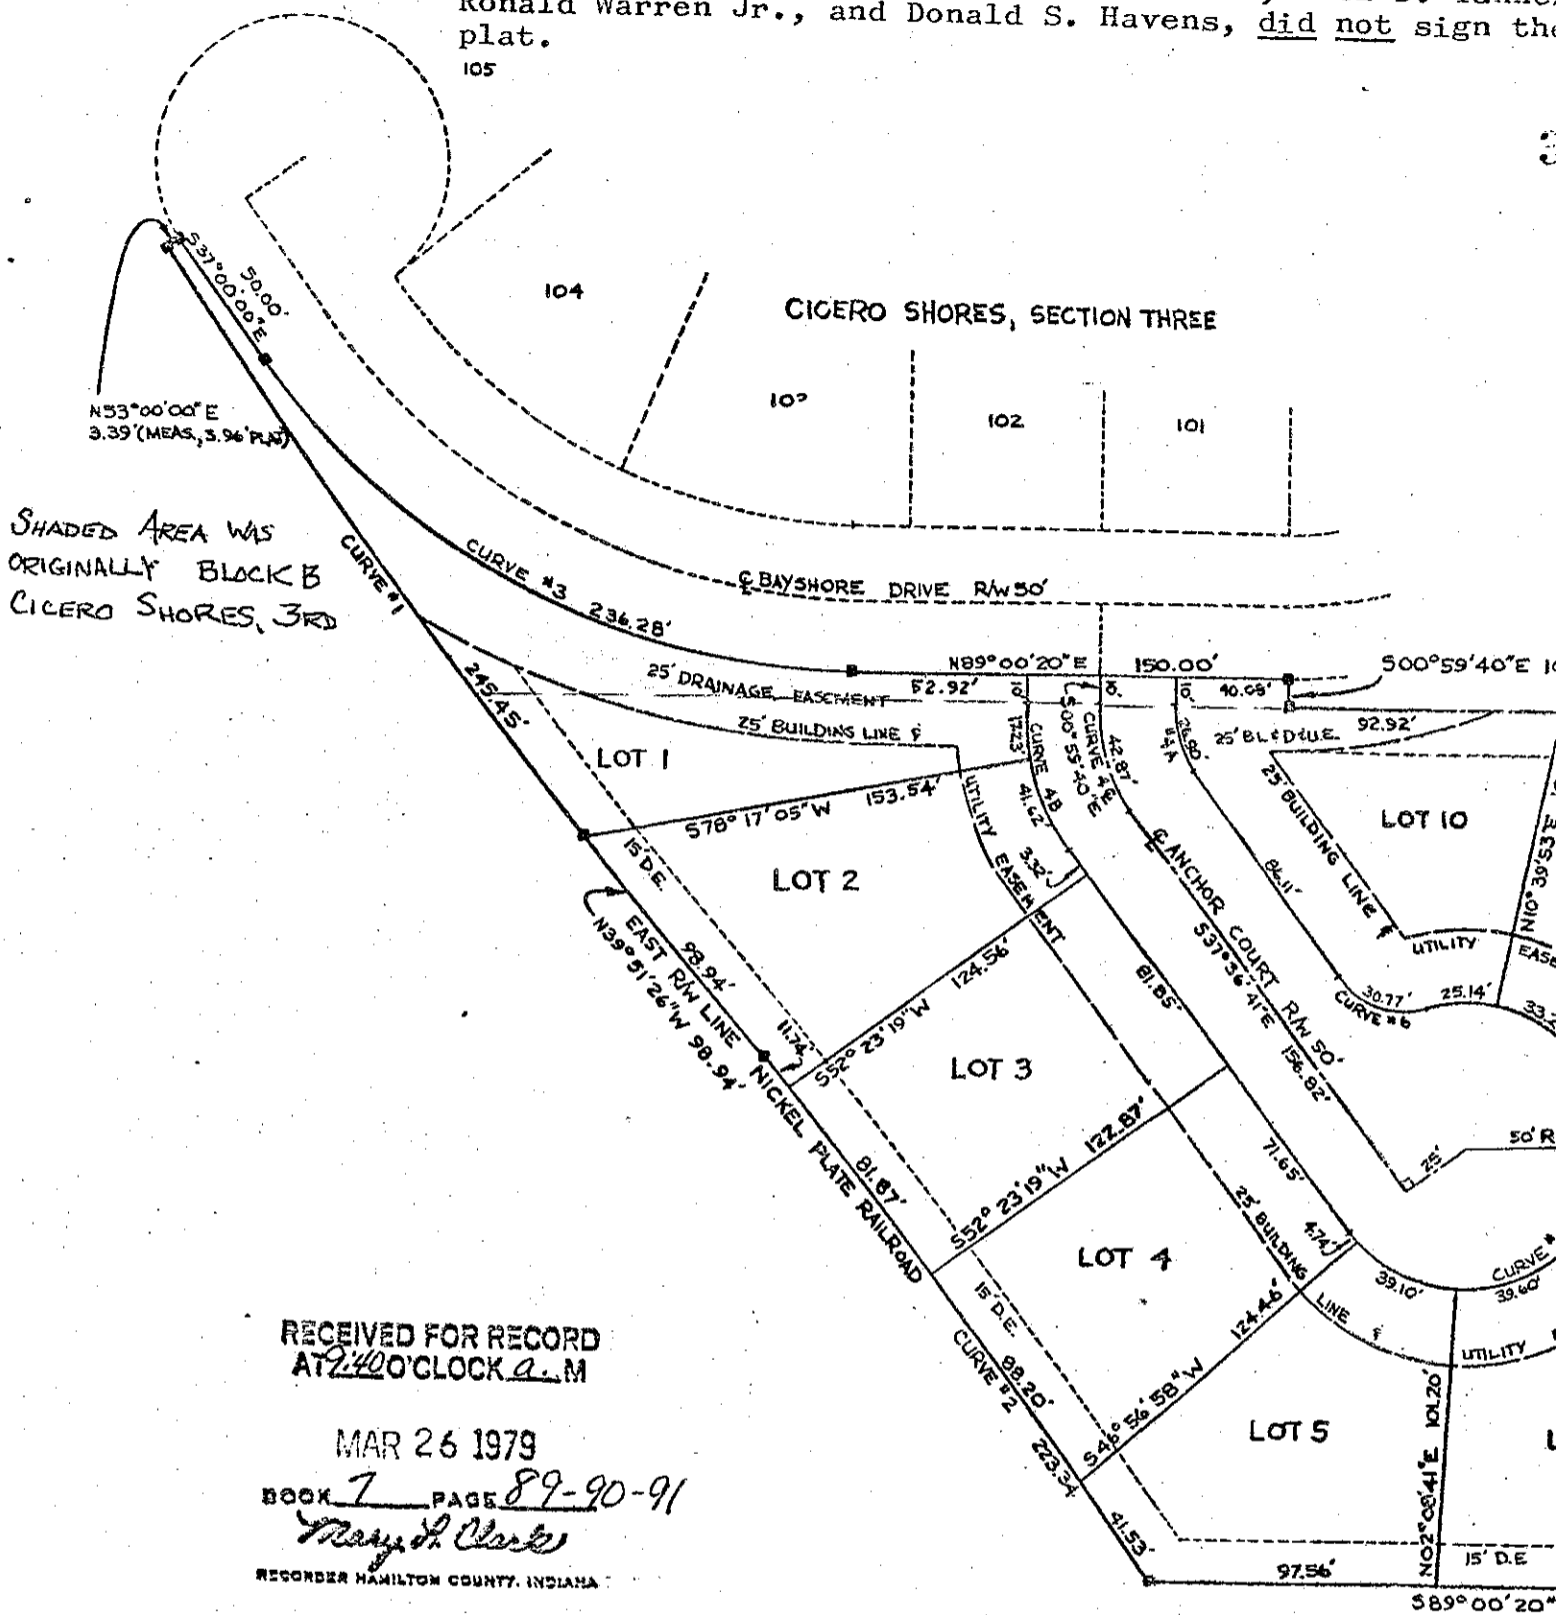 Ronald Warren Jr., and Donald S. Havens, did not sign the
plat.
105
104
CICERO SHORES, SECTION THREE
102
101
S37°00'00"E
50.00'
N53°00'00"E
3.39'(MEAS., 3.96' PLAT)
SHADED AREA WAS
ORIGINALLY BLOCK B
CICERO SHORES, 3RD
CURVE #1
245.45'
CURVE #3 236.28'
℄ BAYSHORE DRIVE R/W 50'
N89°00'20"E 150.00'
S00°59'40"E
52.92'
10'
40.08'
92.92'
25' DRAINAGE EASEMENT
25' BUILDING LINE &
UTILITY EASEMENT
25' BL & D&U.E.
17.23'
CURVE 4B
41.62'
CURVE 4℄
42.87'
3.32'
LOT 1
S78°17'05"W 153.54'
15' D.E.
LOT 2
25' BUILDING LINE &
UTILITY
LOT 10
N10°39'53"E
84.11'
℄ ANCHOR COURT R/W 50'
S37°36'41"E 156.82'
30.77'
25.14'
CURVE #6
98.94'
EAST R/W LINE
N39°51'26"W 98.94'
NICKEL PLATE RAILROAD
11.74'
S52°23'19"W 124.56'
81.85'
LOT 3
50' R
25'
81.87'
S52°23'19"W 122.87'
71.65'
LOT 4
25' BUILDING
LINE &
UTILITY
4.74'
39.10'
39.60'
CURVE #
15' D.E.
98.20'
CURVE #2
223.34
S46°56'58"W 124.46'
LOT 5
N02°08'41"E 101.20'
41.53'
97.56'
15' D.E
S89°00'20"
RECEIVED FOR RECORD
AT 9:40 O'CLOCK a. M
MAR 26 1979
BOOK 7 PAGE 89-90-91
Mary L. Clark
RECORDER HAMILTON COUNTY, INDIANA